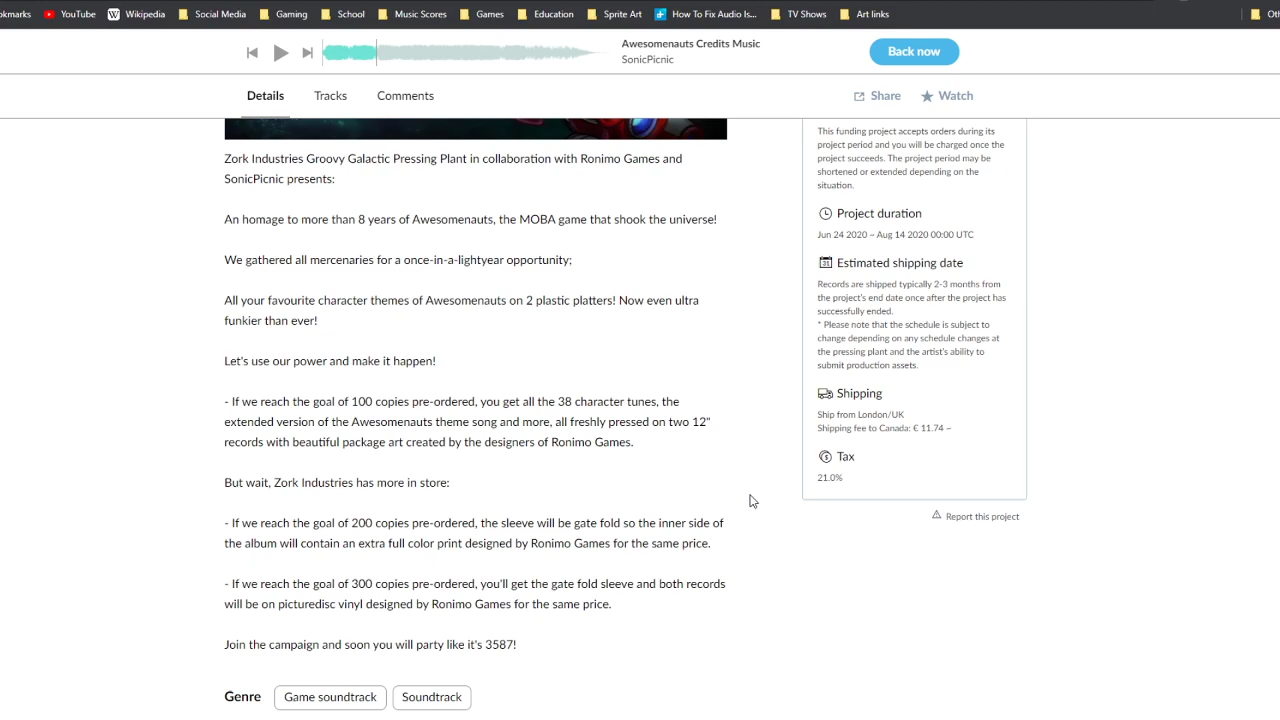 okmarks YouTube Wikipedia Social Media Gaming School Music Scores Games Education Sprite Art How To Fix Audio Is... TV Shows Art links Oth
Awesomenauts Credits Music
SonicPicnic
Back now
Details Tracks Comments Share Watch
Zork Industries Groovy Galactic Pressing Plant in collaboration with Ronimo Games and
SonicPicnic presents:
An homage to more than 8 years of Awesomenauts, the MOBA game that shook the universe!
We gathered all mercenaries for a once-in-a-lightyear opportunity;
All your favourite character themes of Awesomenauts on 2 plastic platters! Now even ultra
funkier than ever!
Let's use our power and make it happen!
- If we reach the goal of 100 copies pre-ordered, you get all the 38 character tunes, the
extended version of the Awesomenauts theme song and more, all freshly pressed on two 12"
records with beautiful package art created by the designers of Ronimo Games.
But wait, Zork Industries has more in store:
- If we reach the goal of 200 copies pre-ordered, the sleeve will be gate fold so the inner side of
the album will contain an extra full color print designed by Ronimo Games for the same price.
- If we reach the goal of 300 copies pre-ordered, you'll get the gate fold sleeve and both records
will be on picturedisc vinyl designed by Ronimo Games for the same price.
Join the campaign and soon you will party like it's 3587!
Genre Game soundtrack Soundtrack
This funding project accepts orders during its
project period and you will be charged once the
project succeeds. The project period may be
shortened or extended depending on the
situation.
Project duration
Jun 24 2020 ~ Aug 14 2020 00:00 UTC
Estimated shipping date
Records are shipped typically 2-3 months from
the project's end date once after the project has
successfully ended.
* Please note that the schedule is subject to
change depending on any schedule changes at
the pressing plant and the artist's ability to
submit production assets.
Shipping
Ship from London/UK
Shipping fee to Canada: € 11.74 ~
Tax
21.0%
Report this project